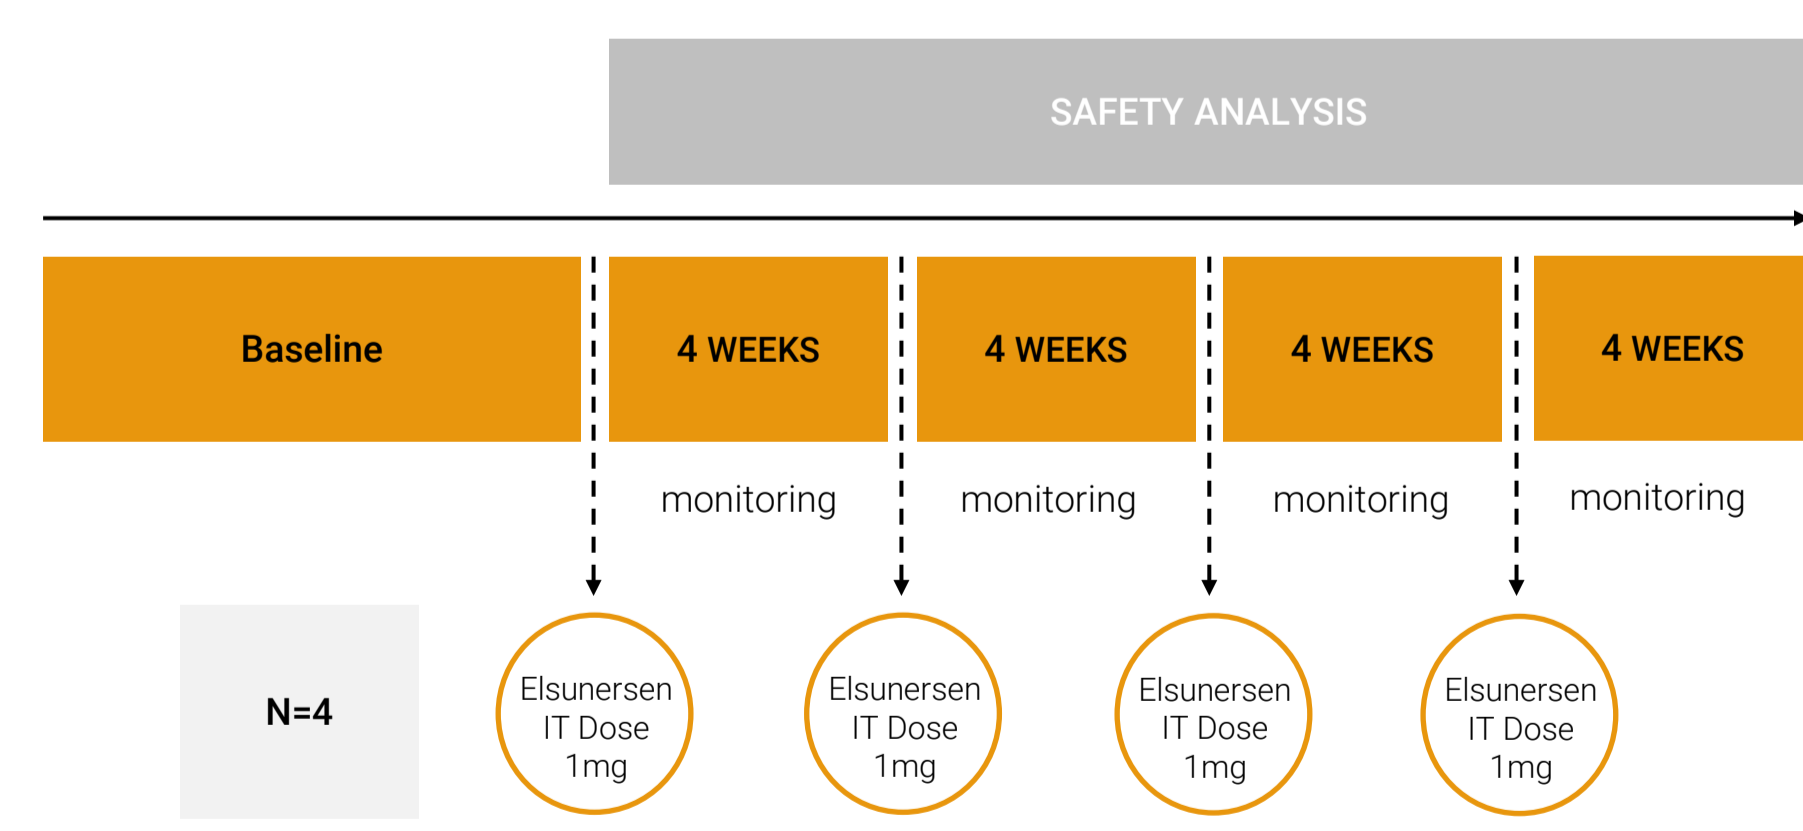 SAFETY ANALYSIS
Baseline
4 WEEKS
4 WEEKS
4 WEEKS
4 WEEKS
monitoring
monitoring
monitoring
monitoring
N=4
Elsunersen
IT Dose
1mg
Elsunersen
IT Dose
1mg
Elsunersen
IT Dose
1mg
Elsunersen
IT Dose
1mg